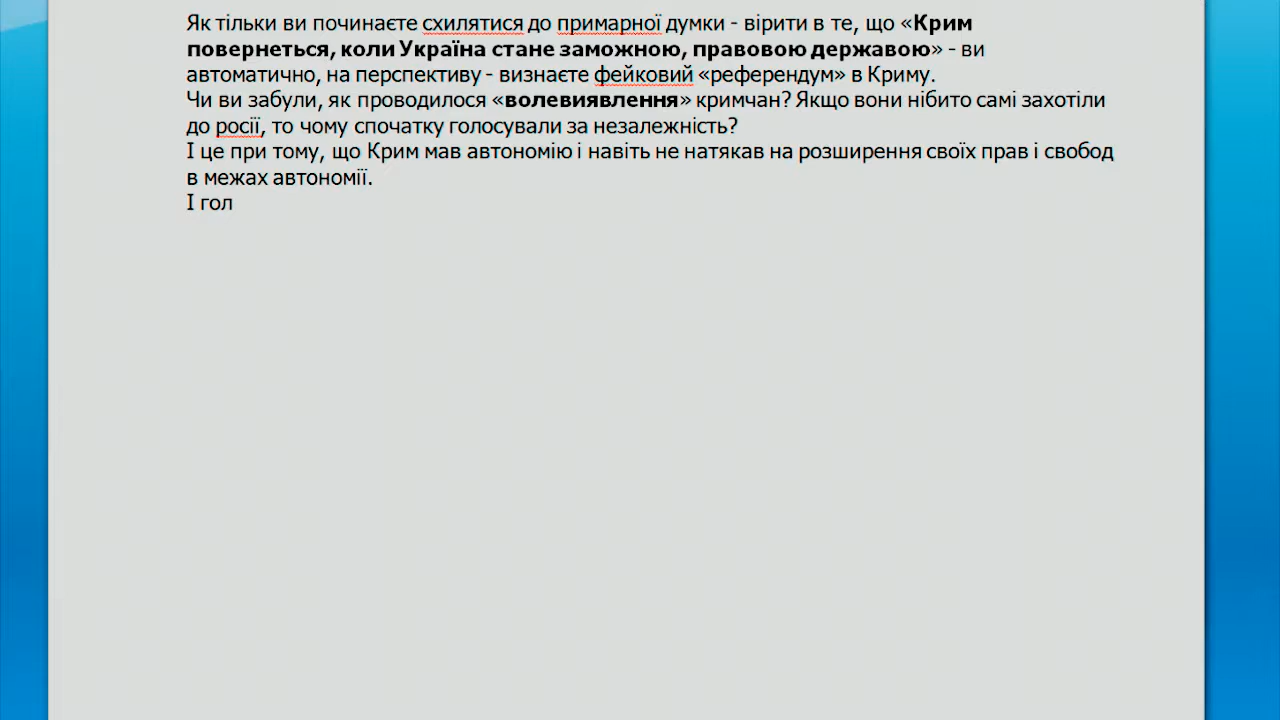 Як тільки ви починаєте схилятися до примарної думки - вірити в те, що «Крим
повернеться, коли Україна стане заможною, правовою державою» - ви
автоматично, на перспективу - визнаєте фейковий «референдум» в Криму.
Чи ви забули, як проводилося «волевиявлення» кримчан? Якщо вони нібито самі захотіли
до росії, то чому спочатку голосували за незалежність?
І це при тому, що Крим мав автономію і навіть не натякав на розширення своїх прав і свобод
в межах автономії.
І гол